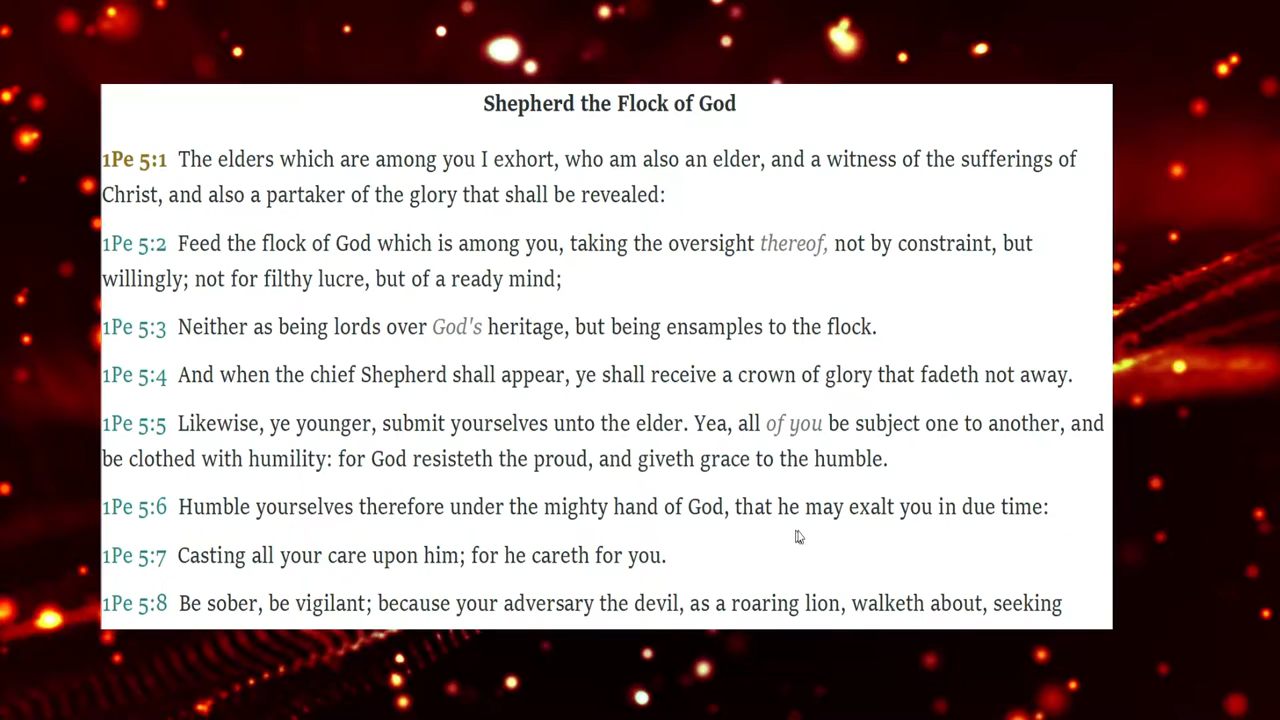 Shepherd the Flock of God
1Pe 5:1 The elders which are among you I exhort, who am also an elder, and a witness of the sufferings of
Christ, and also a partaker of the glory that shall be revealed:
1Pe 5:2 Feed the flock of God which is among you, taking the oversight thereof, not by constraint, but
willingly; not for filthy lucre, but of a ready mind;
1Pe 5:3 Neither as being lords over God's heritage, but being ensamples to the flock.
1Pe 5:4 And when the chief Shepherd shall appear, ye shall receive a crown of glory that fadeth not away.
1Pe 5:5 Likewise, ye younger, submit yourselves unto the elder. Yea, all of you be subject one to another, and
be clothed with humility: for God resisteth the proud, and giveth grace to the humble.
1Pe 5:6 Humble yourselves therefore under the mighty hand of God, that he may exalt you in due time:
1Pe 5:7 Casting all your care upon him; for he careth for you.
1Pe 5:8 Be sober, be vigilant; because your adversary the devil, as a roaring lion, walketh about, seeking